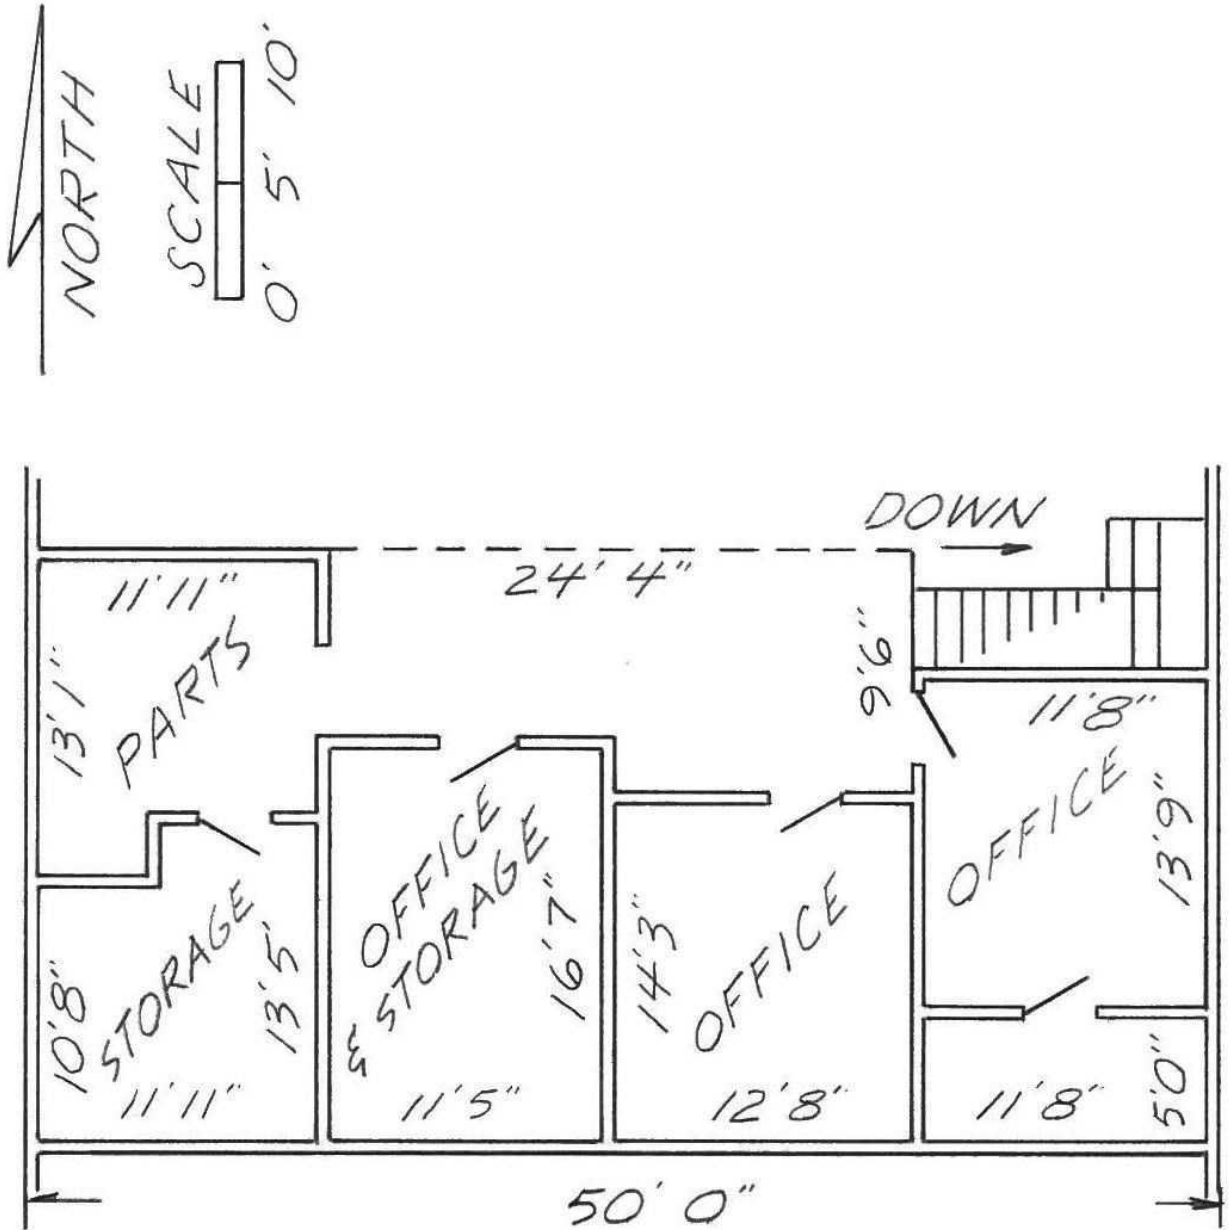 NORTH
SCALE
0' 5' 10'
DOWN
24' 4"
11'11"
13'1"
PARTS
9'6"
11'8"
OFFICE
13'9"
STORAGE
10'8"
13'5'
11'11"
OFFICE
& STORAGE
16'7"
11'5"
14'3"
OFFICE
12'8'
11'8'
5'0"
50' 0"